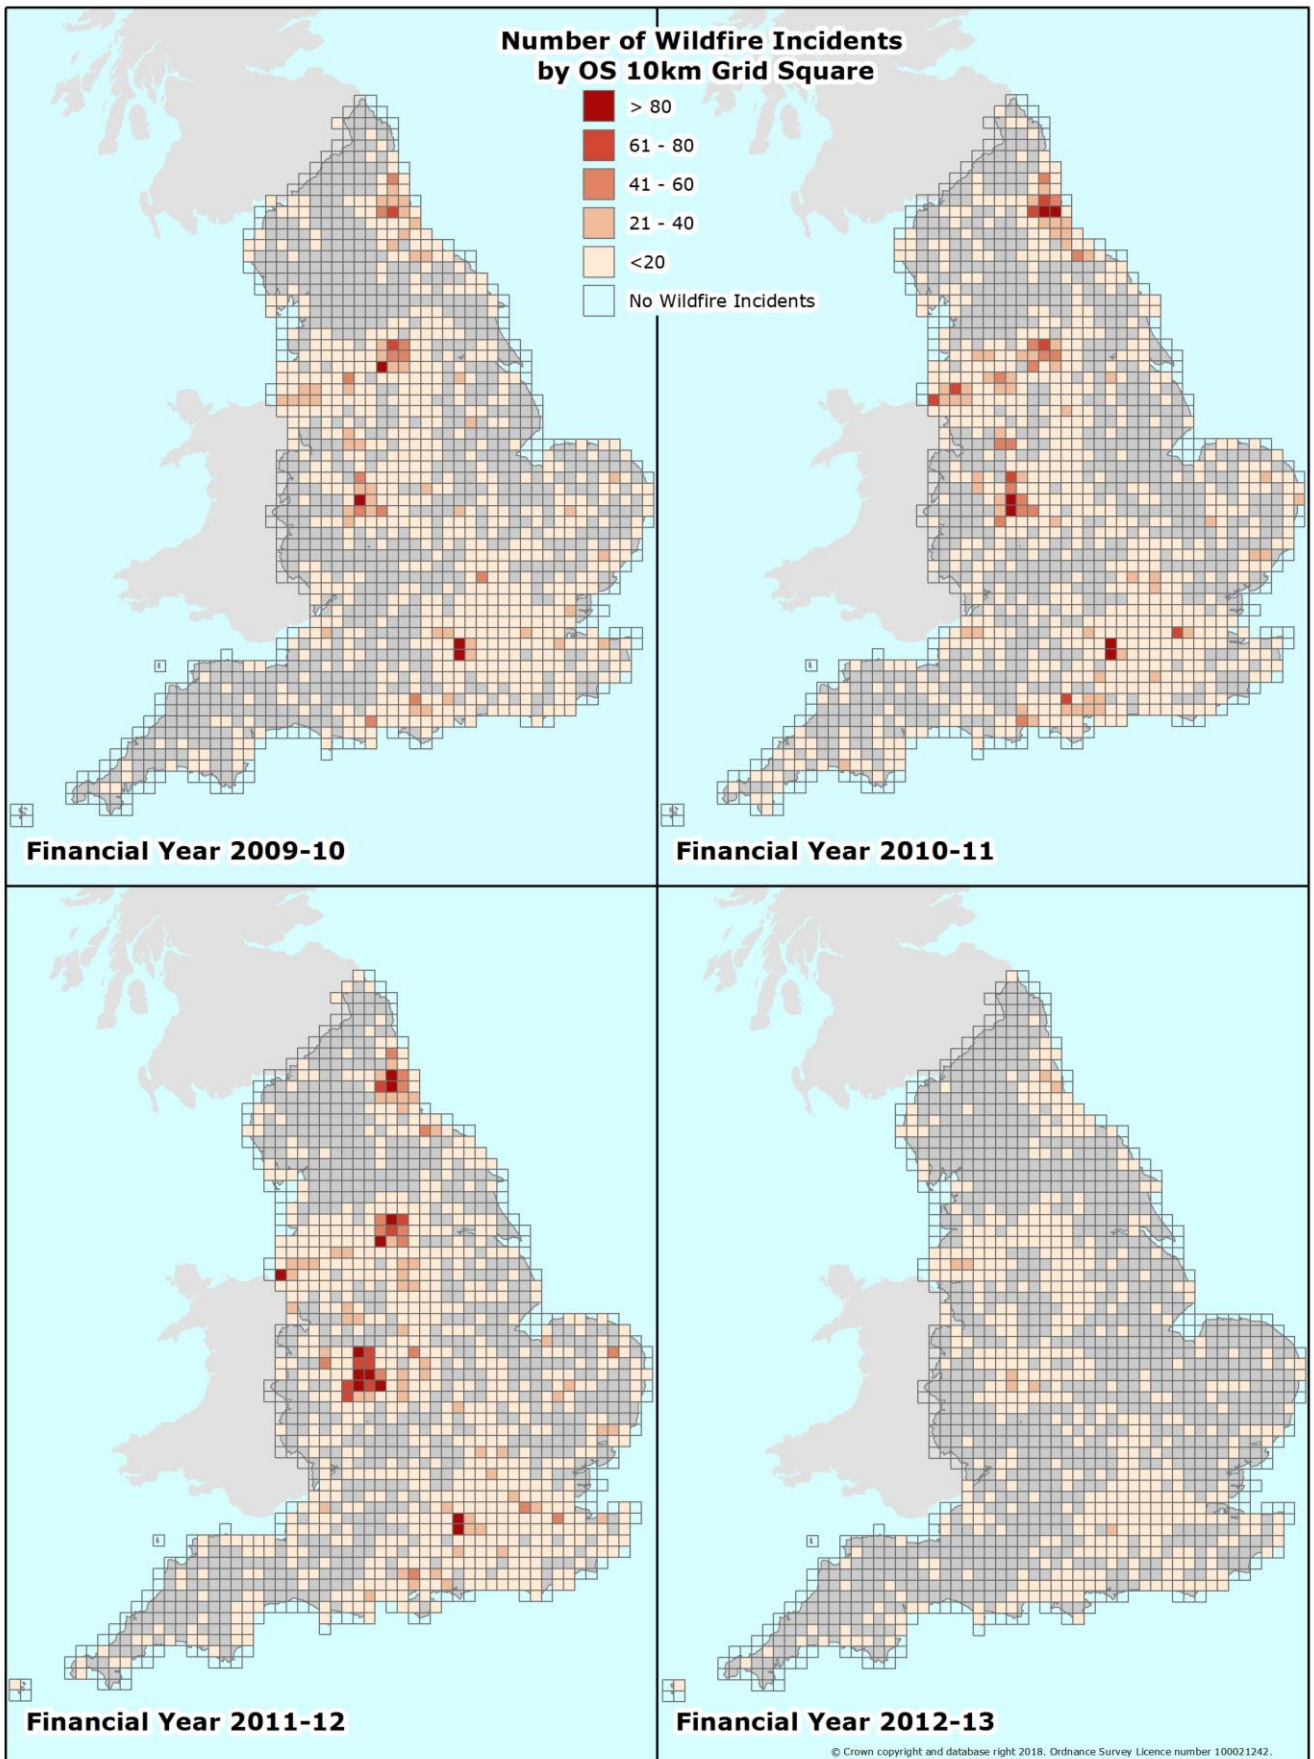 Number of Wildfire Incidents
by OS 10km Grid Square
> 80
61 - 80
41 - 60
21 - 40
<20
No Wildfire Incidents
Financial Year 2009-10
Financial Year 2010-11
Financial Year 2011-12
Financial Year 2012-13
© Crown copyright and database right 2018. Ordnance Survey Licence number 100021242.